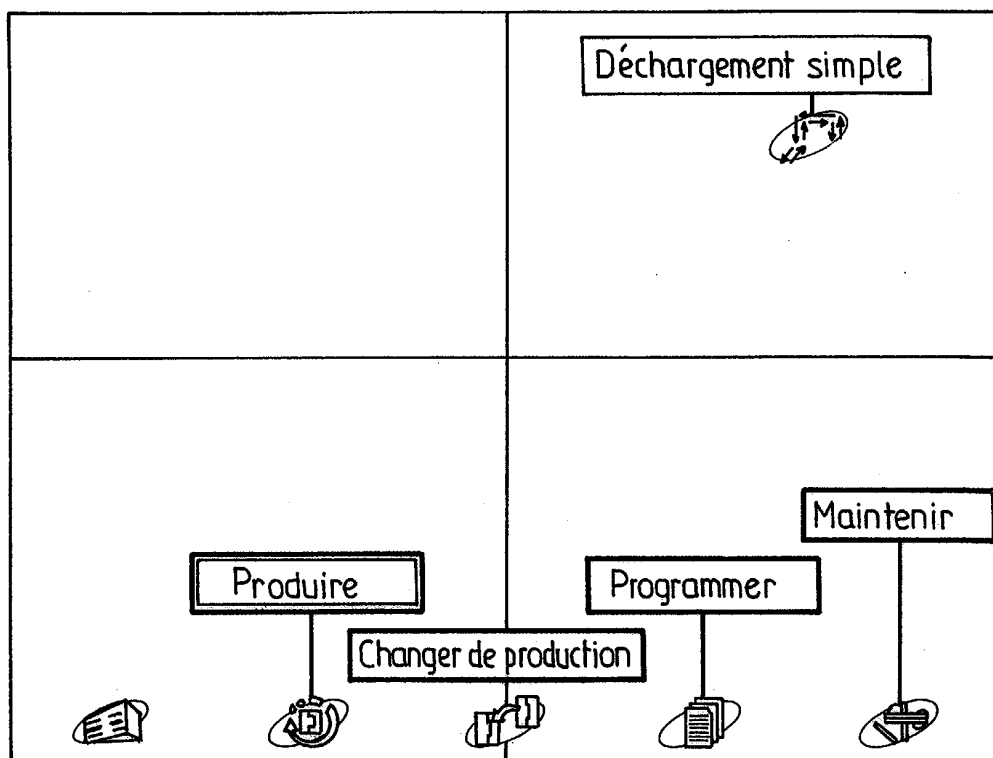 Déchargement simple
Maintenir
Produire
Programmer
Changer de production